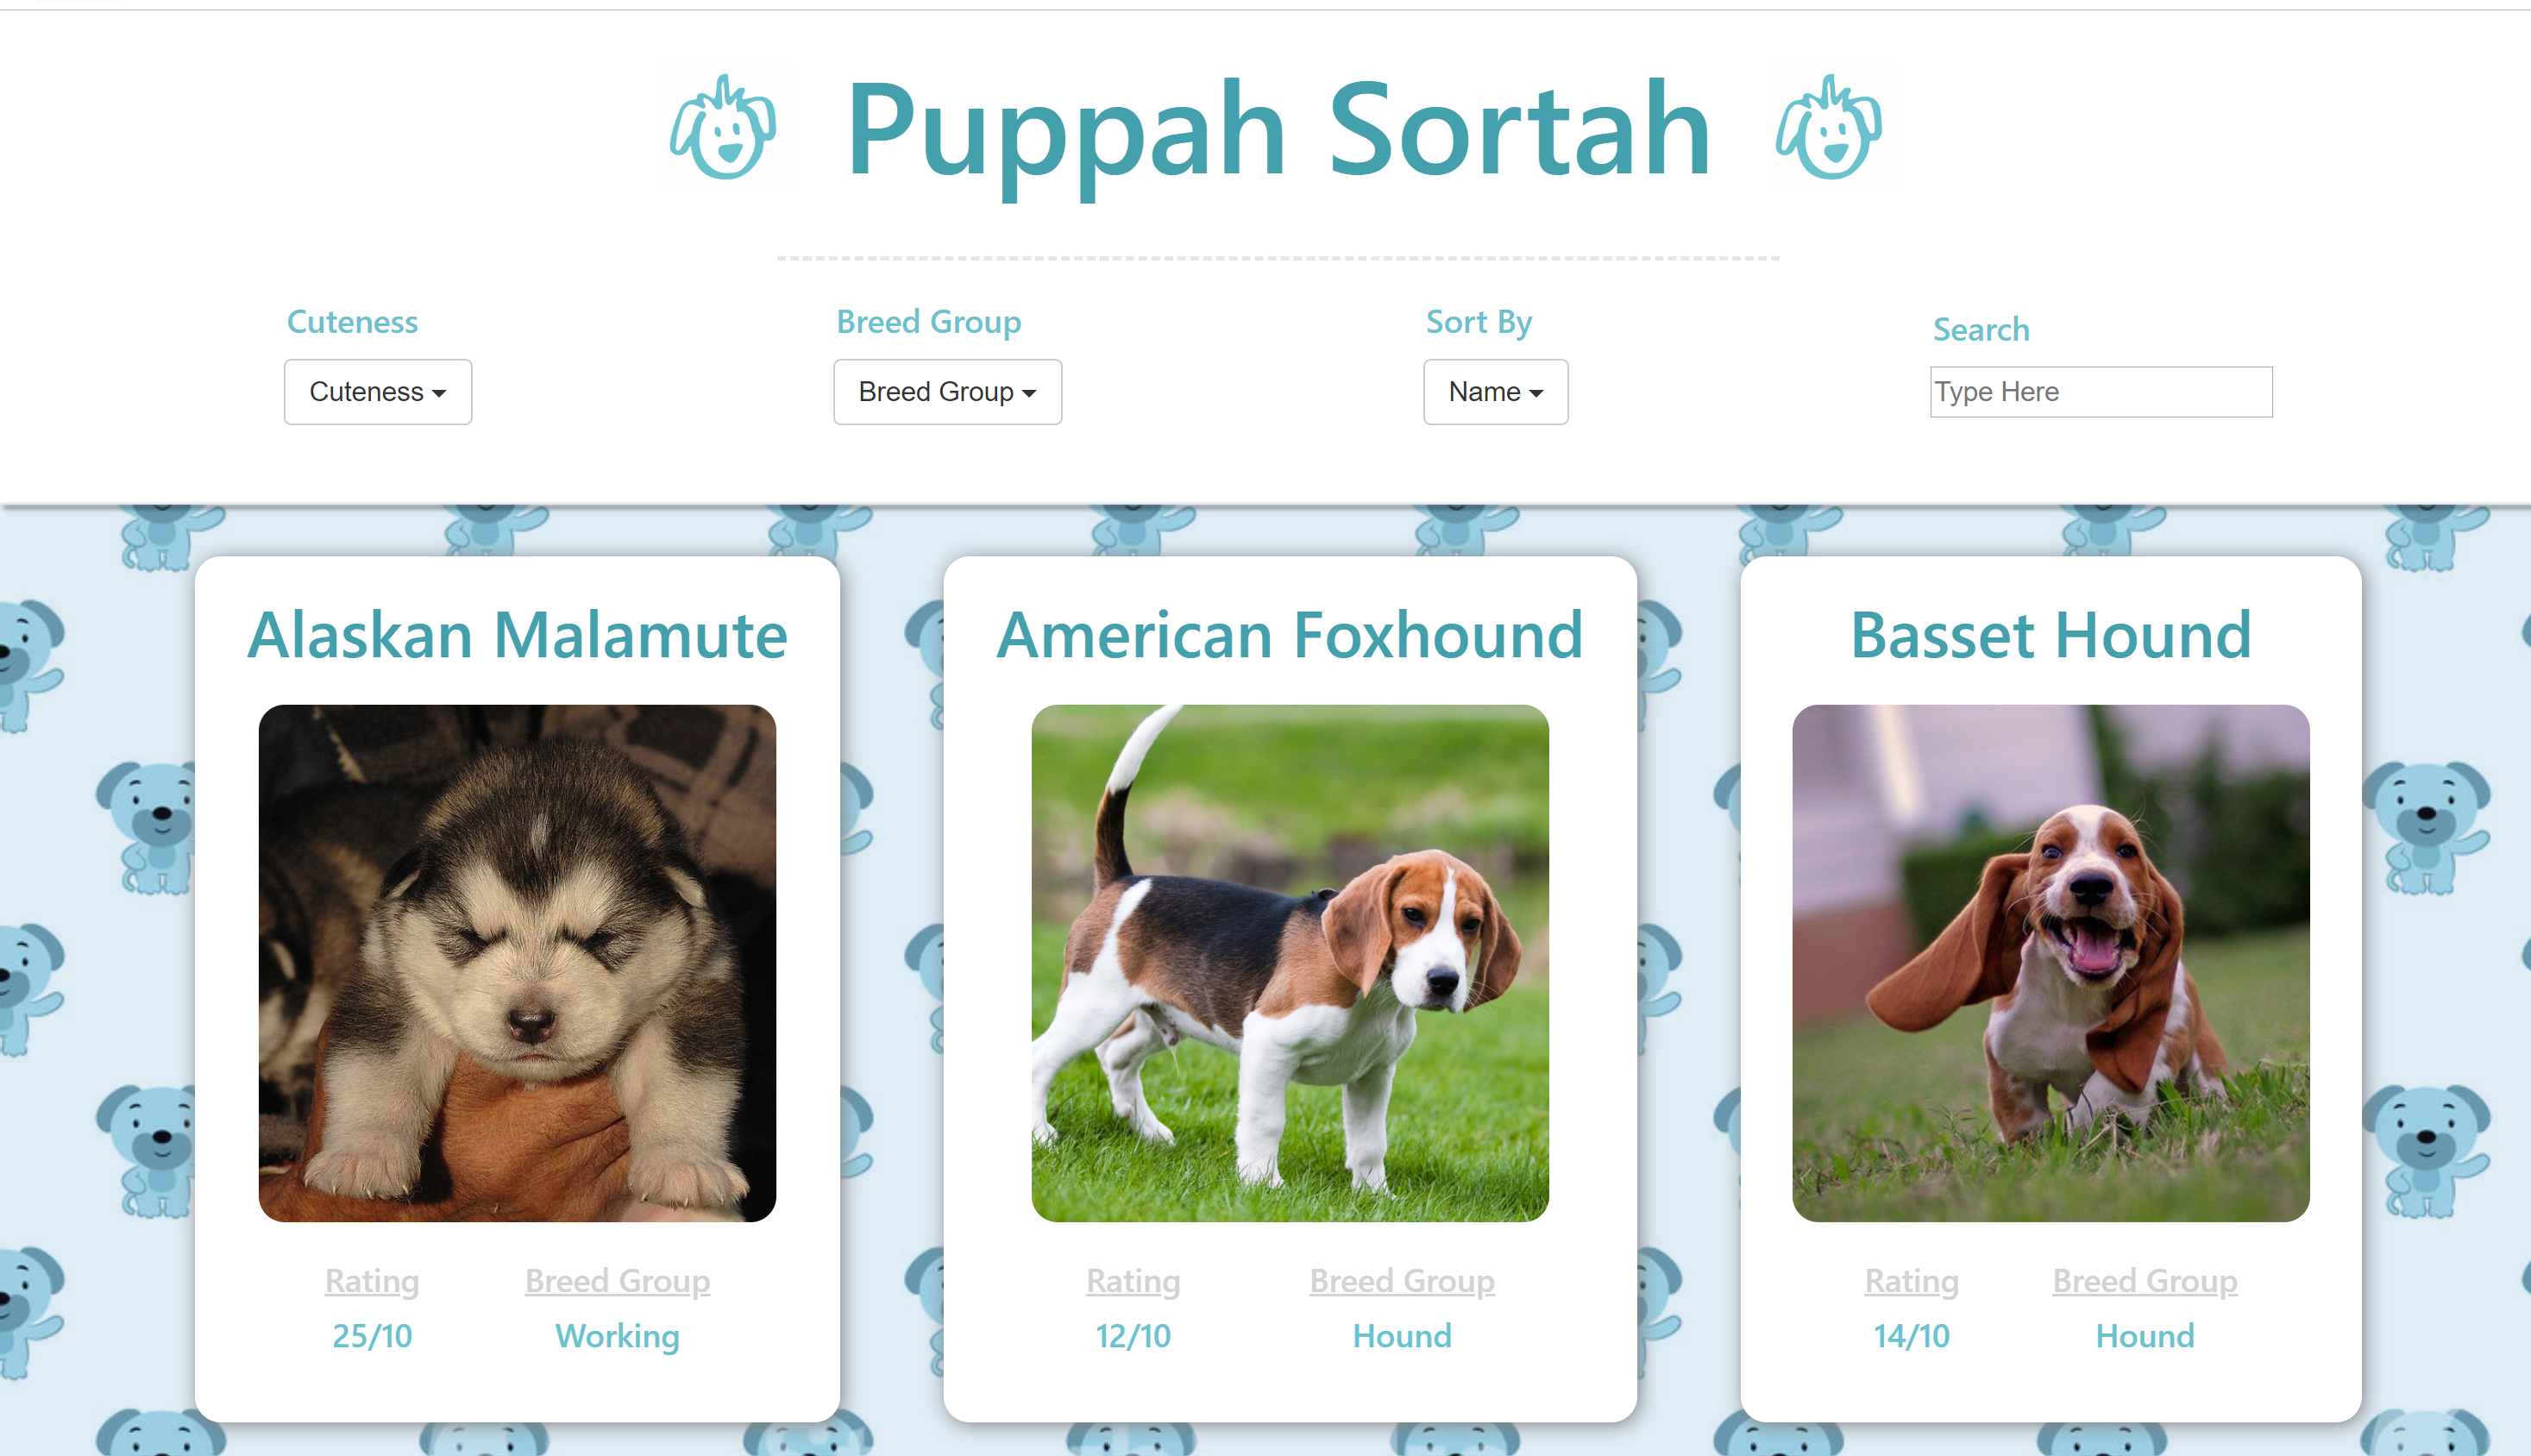 Puppah Sortah
Cuteness
Breed Group
Sort By
Search
Cuteness
Breed Group
Name
Type Here
Alaskan Malamute
American Foxhound
Basset Hound
Rating
Breed Group
25/10
Working
Rating
Breed Group
12/10
Hound
Rating
Breed Group
14/10
Hound